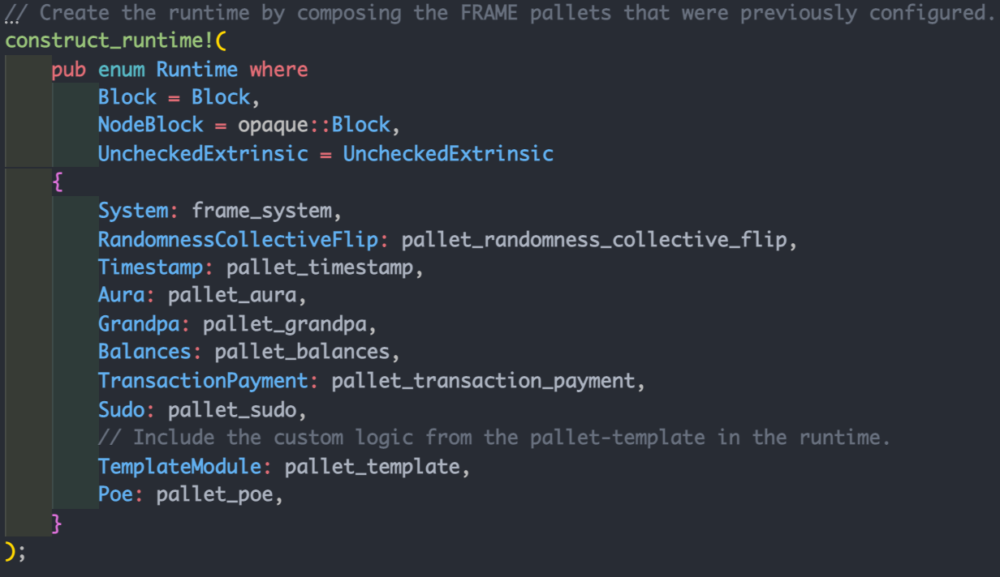 // Create the runtime by composing the FRAME pallets that were previously configured.
construct_runtime!(
    pub enum Runtime where
        Block = Block,
        NodeBlock = opaque::Block,
        UncheckedExtrinsic = UncheckedExtrinsic
    {
        System: frame_system,
        RandomnessCollectiveFlip: pallet_randomness_collective_flip,
        Timestamp: pallet_timestamp,
        Aura: pallet_aura,
        Grandpa: pallet_grandpa,
        Balances: pallet_balances,
        TransactionPayment: pallet_transaction_payment,
        Sudo: pallet_sudo,
        // Include the custom logic from the pallet-template in the runtime.
        TemplateModule: pallet_template,
        Poe: pallet_poe,
    }
);